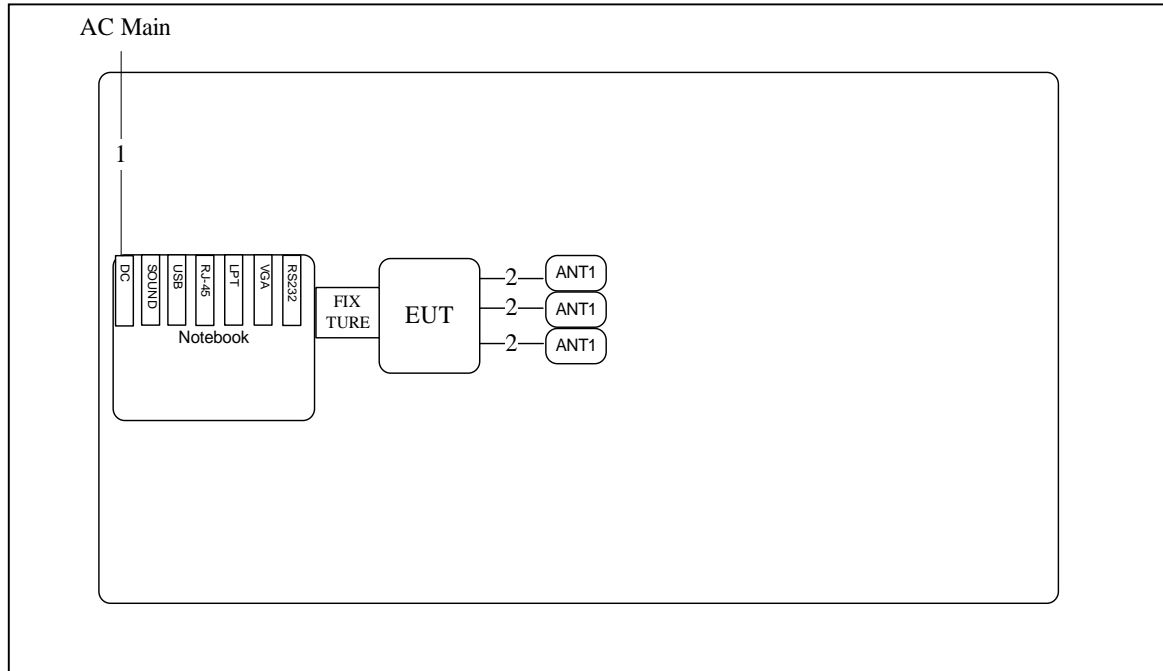 AC Main
1
DC
SOUND
USB
RJ-45
LPT
VGA
RS232
Notebook
FIX
TURE
EUT
2
ANT1
2
ANT1
2
ANT1